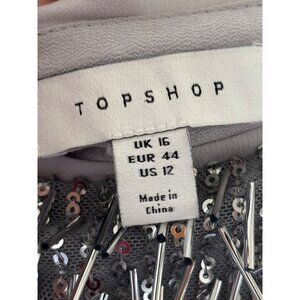 TOPSHOP
UK 16
EUR 44
US 12
Made in
China